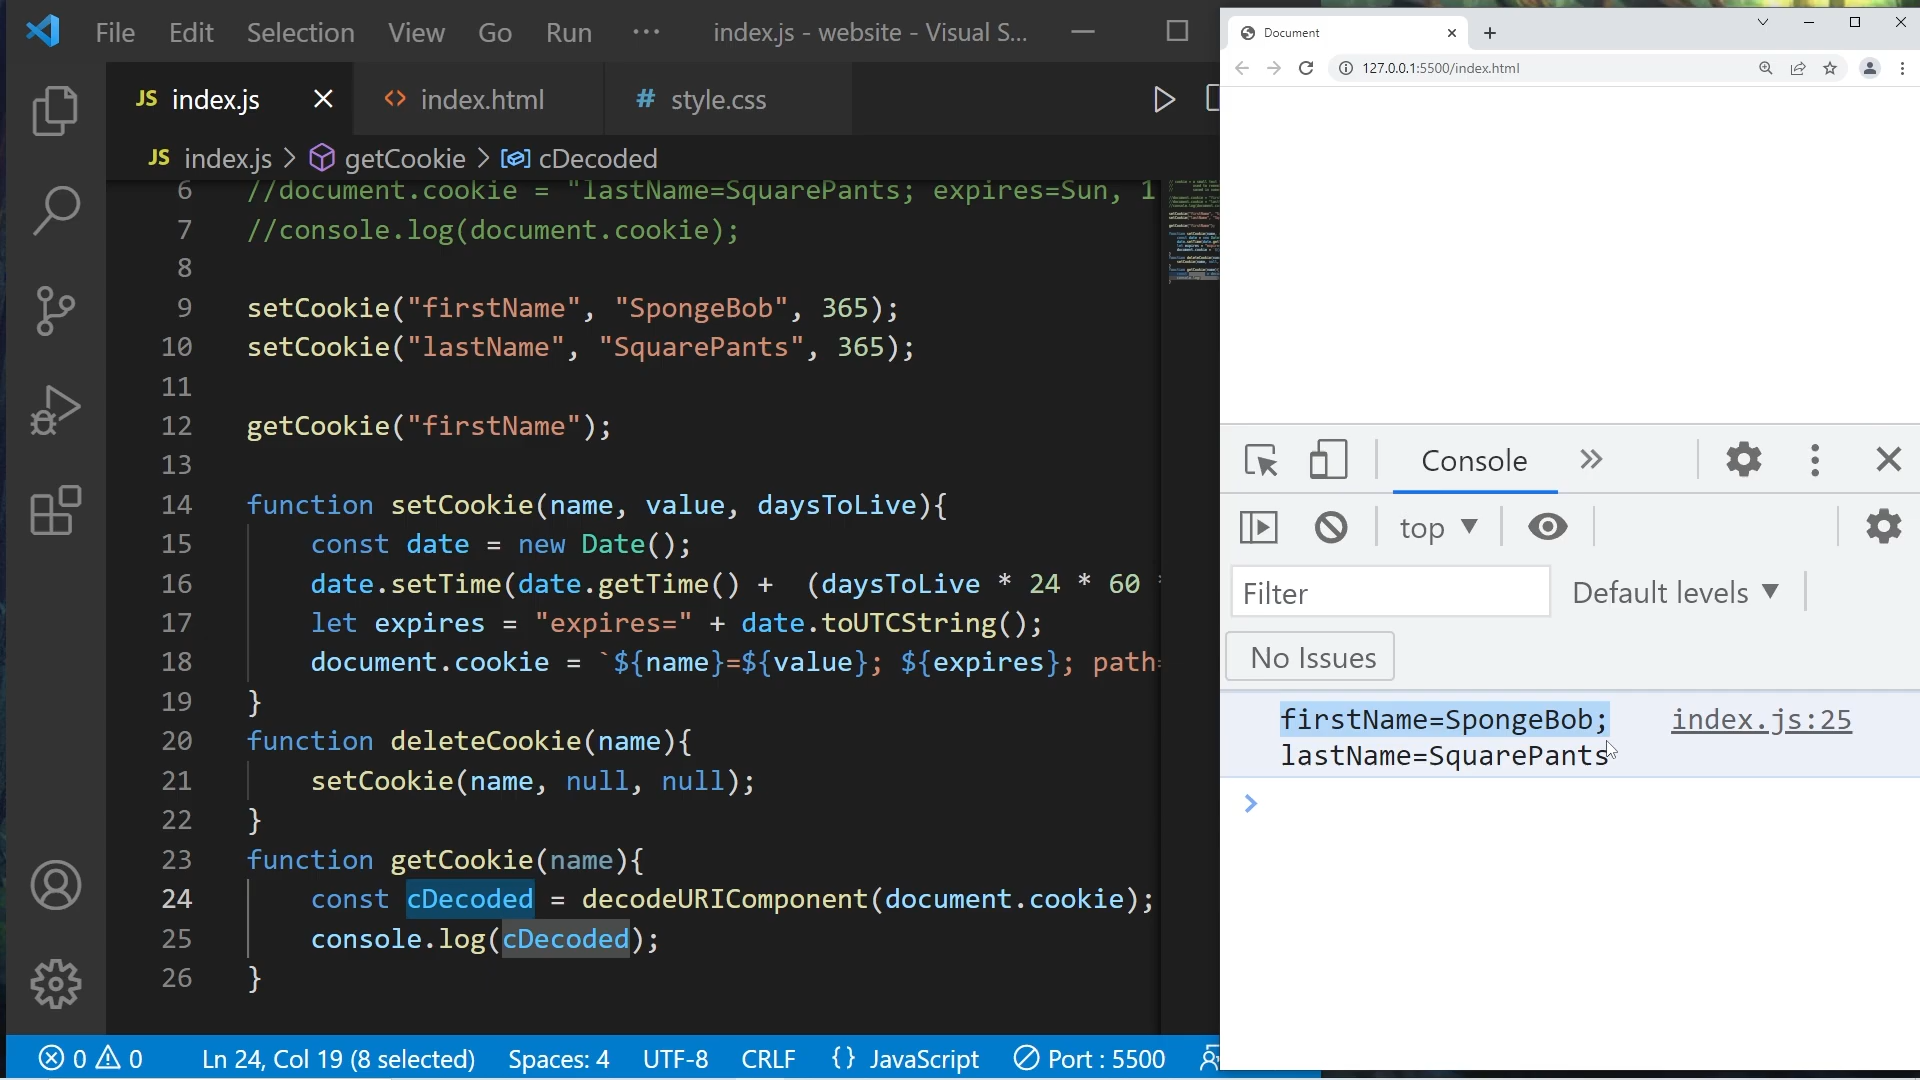 File Edit Selection View Go Run ··· index.js - website - Visual S...
JS index.js <> index.html # style.css
JS index.js > getCookie > cDecoded
6 //document.cookie = "lastName=SquarePants; expires=Sun, 1
7 //console.log(document.cookie);
8
9 setCookie("firstName", "SpongeBob", 365);
10 setCookie("lastName", "SquarePants", 365);
11
12 getCookie("firstName");
13
14 function setCookie(name, value, daysToLive){
15 const date = new Date();
16 date.setTime(date.getTime() +  (daysToLive * 24 * 60
17 let expires = "expires=" + date.toUTCString();
18 document.cookie = `${name}=${value}; ${expires}; path=
19 }
20 function deleteCookie(name){
21 setCookie(name, null, null);
22 }
23 function getCookie(name){
24 const cDecoded = decodeURIComponent(document.cookie);
25 console.log(cDecoded);
26 }
0 0 Ln 24, Col 19 (8 selected) Spaces: 4 UTF-8 CRLF {} JavaScript Port : 5500
Document
127.0.0.1:5500/index.html
Console
top
Filter Default levels
No Issues
firstName=SpongeBob; index.js:25
lastName=SquarePants